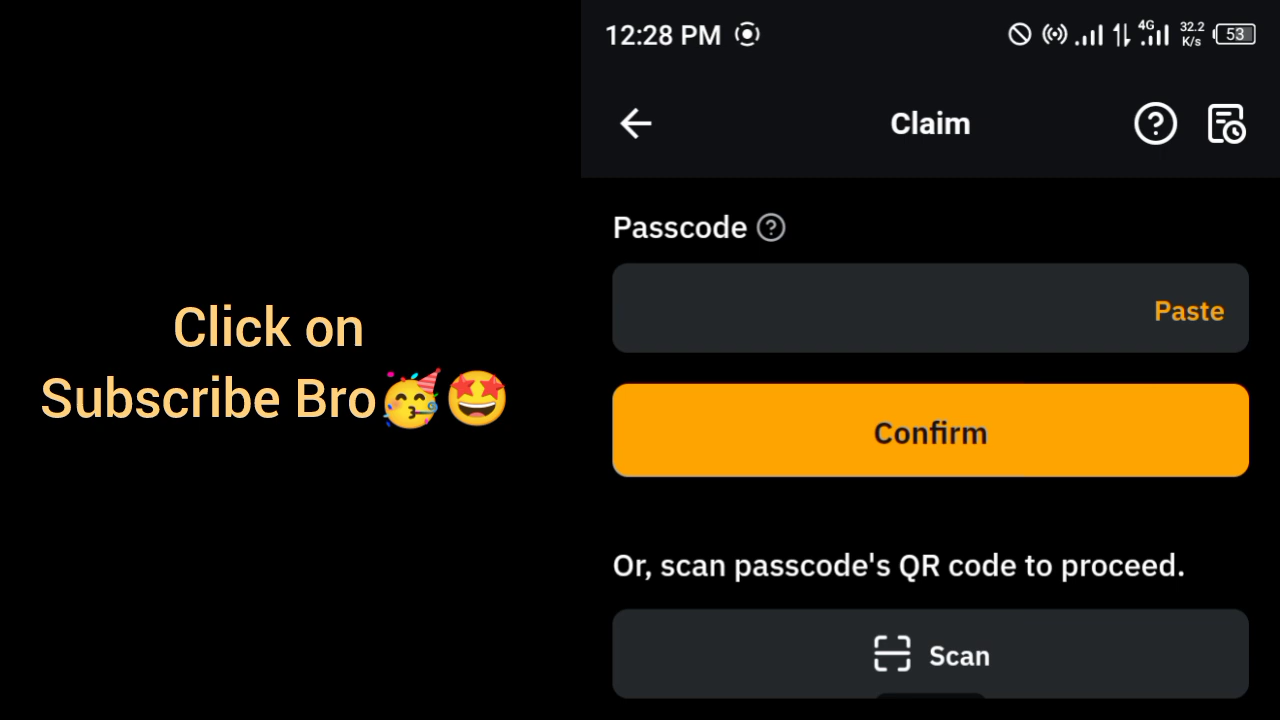 Click on
Subscribe Bro🥳🤩
12:28 PM
4G
32.2
K/s
53
Claim
Passcode
Paste
Confirm
Or, scan passcode's QR code to proceed.
Scan